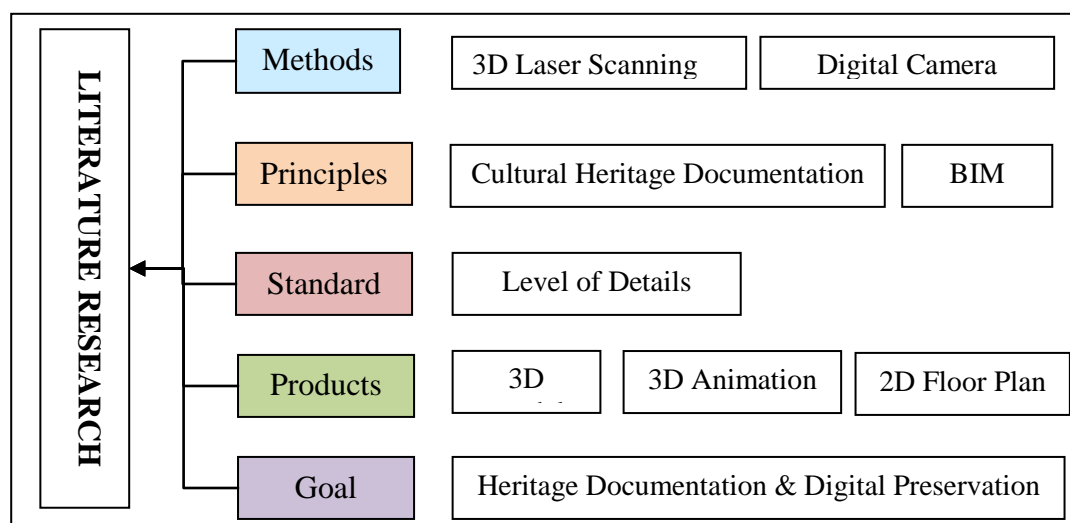 LITERATURE RESEARCH
Methods
3D Laser Scanning
Digital Camera
Principles
Cultural Heritage Documentation
BIM
Standard
Level of Details
Products
3D
3D Animation
2D Floor Plan
Goal
Heritage Documentation & Digital Preservation